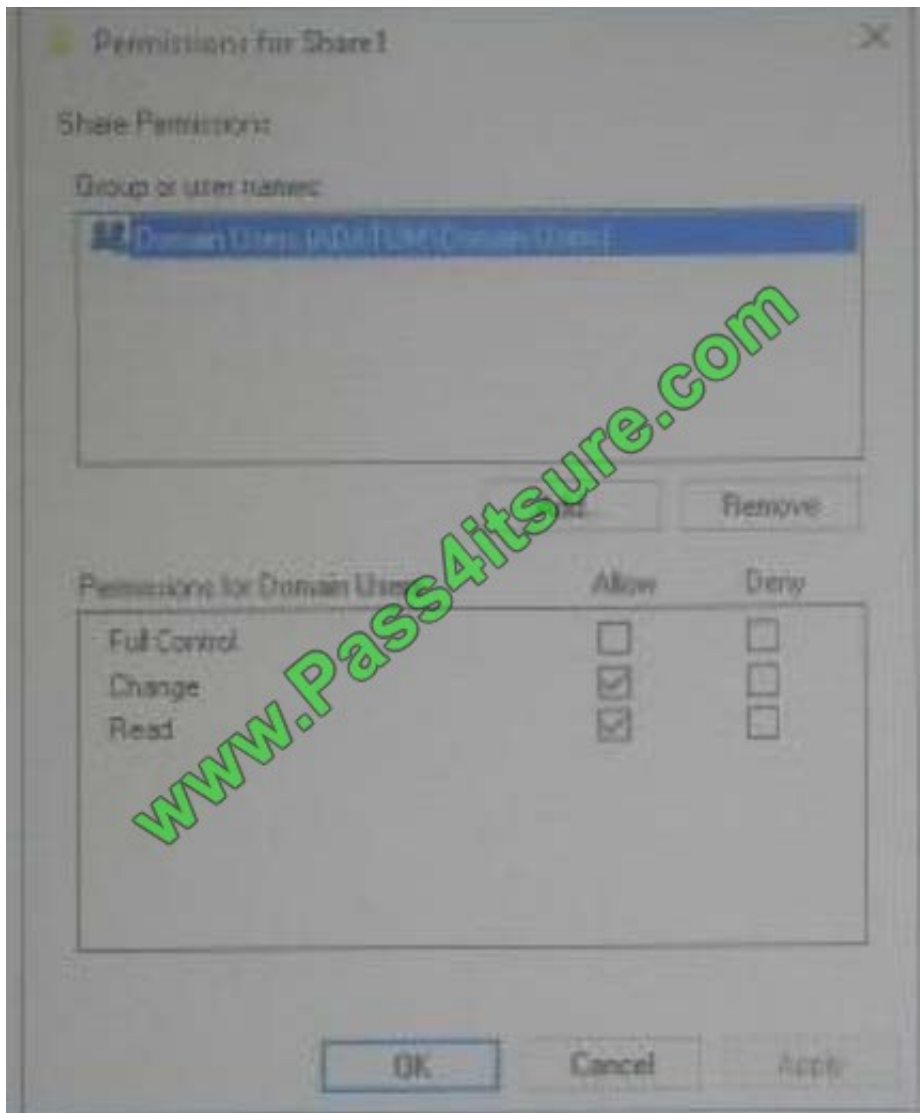 Permissions for Share1
Share Permissions
Group or user names:
Domain Users (ADATUM\Domain Users)
Remove
Permissions for Domain Users
Allow
Deny
Full Control
Change
Read
OK
Cancel
Apply
www.Pass4itsure.com